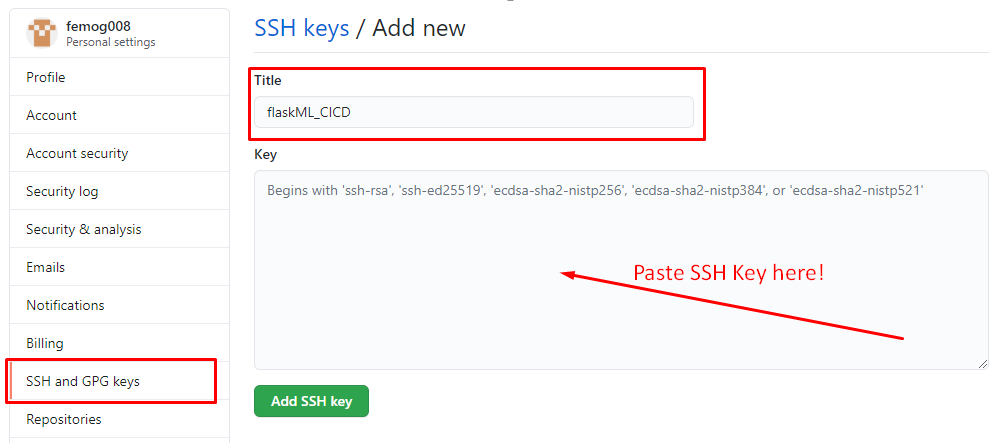 femog008
Personal settings
Profile
Account
Account security
Security log
Security & analysis
Emails
Notifications
Billing
SSH and GPG keys
Repositories
SSH keys / Add new
Title
flaskML_CICD
Key
Begins with 'ssh-rsa', 'ssh-ed25519', 'ecdsa-sha2-nistp256', 'ecdsa-sha2-nistp384', or 'ecdsa-sha2-nistp521'
Paste SSH Key here!
Add SSH key